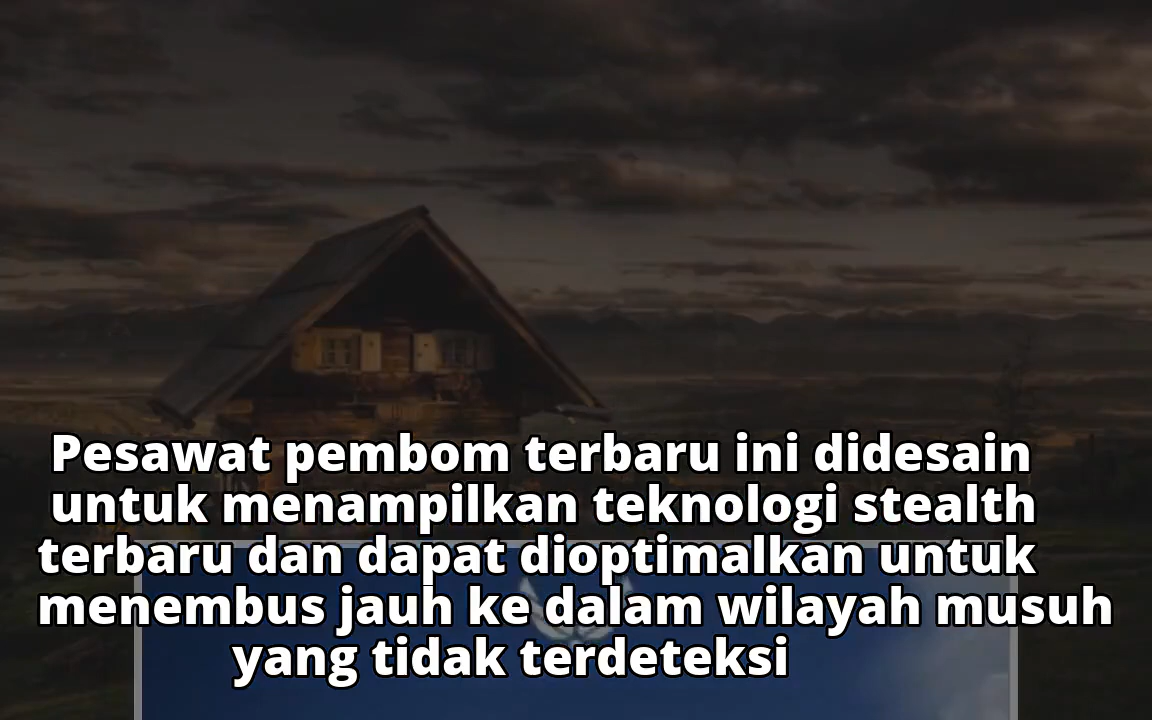 Pesawat pembom terbaru ini didesain
untuk menampilkan teknologi stealth
terbaru dan dapat dioptimalkan untuk
menembus jauh ke dalam wilayah musuh
yang tidak terdeteksi